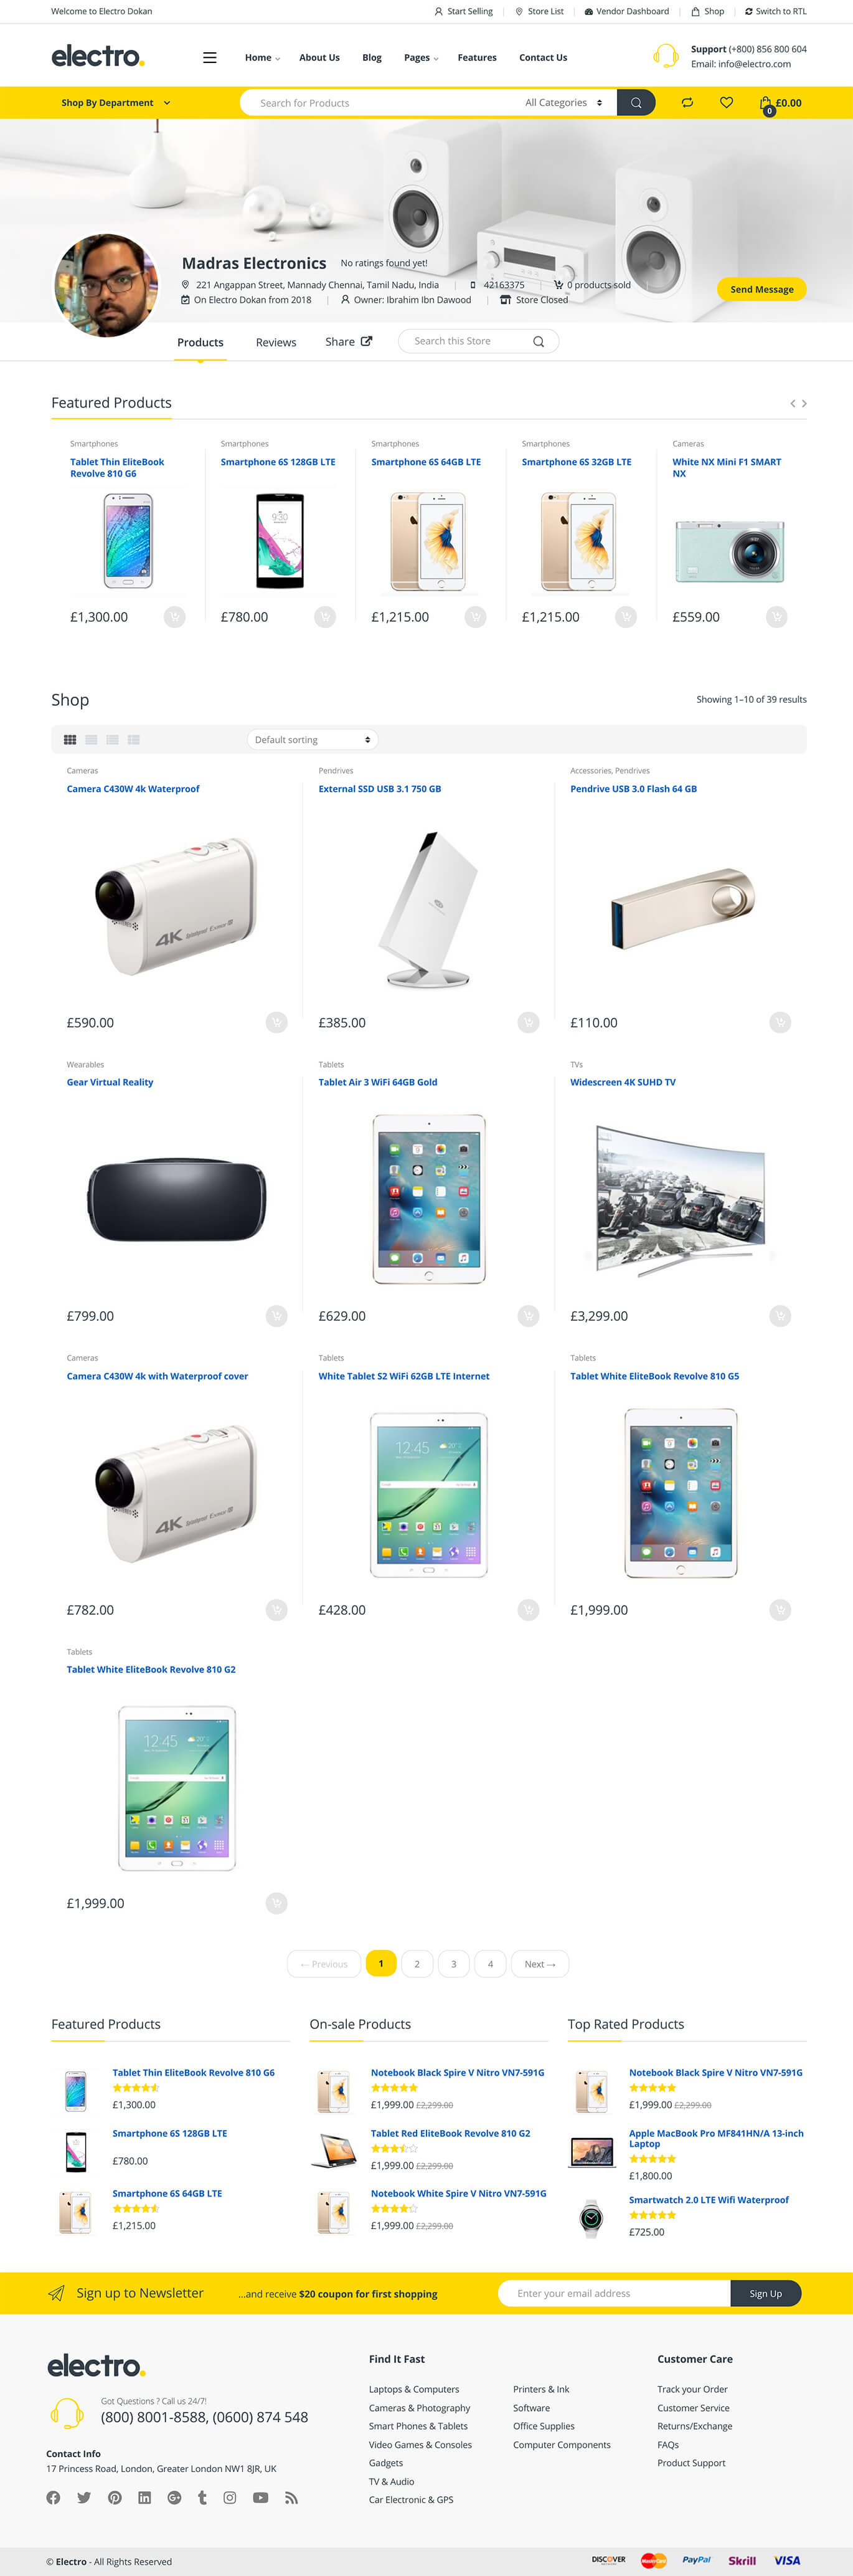 Welcome to Electro Dokan
Start Selling
Store List
Vendor Dashboard
Shop
Switch to RTL
electro.
Home
About Us
Blog
Pages
Features
Contact Us
Support (+800) 856 800 604
Email: info@electro.com
Shop By Department
Search for Products
All Categories
0
£0.00
Madras Electronics
No ratings found yet!
221 Angappan Street, Mannady Chennai, Tamil Nadu, India
42163375
0 products sold
On Electro Dokan from 2018
Owner: Ibrahim Ibn Dawood
Store Closed
Send Message
Products
Reviews
Share
Search this Store
Featured Products
Smartphones
Tablet Thin EliteBook
Revolve 810 G6
£1,300.00
Smartphones
Smartphone 6S 128GB LTE
9:30
£780.00
Smartphones
Smartphone 6S 64GB LTE
£1,215.00
Smartphones
Smartphone 6S 32GB LTE
£1,215.00
Cameras
White NX Mini F1 SMART
NX
£559.00
Shop
Showing 1–10 of 39 results
Default sorting
Cameras
Camera C430W 4k Waterproof
4K
£590.00
Pendrives
External SSD USB 3.1 750 GB
£385.00
Accessories, Pendrives
Pendrive USB 3.0 Flash 64 GB
£110.00
Wearables
Gear Virtual Reality
£799.00
Tablets
Tablet Air 3 WiFi 64GB Gold
£629.00
TVs
Widescreen 4K SUHD TV
£3,299.00
Cameras
Camera C430W 4k with Waterproof cover
4K
£782.00
Tablets
White Tablet S2 WiFi 62GB LTE Internet
12:45
20°
£428.00
Tablets
Tablet White EliteBook Revolve 810 G5
£1,999.00
Tablets
Tablet White EliteBook Revolve 810 G2
12:45
20°
£1,999.00
← Previous
1
2
3
4
Next →
Featured Products
Tablet Thin EliteBook Revolve 810 G6
£1,300.00
Smartphone 6S 128GB LTE
£780.00
Smartphone 6S 64GB LTE
£1,215.00
On-sale Products
Notebook Black Spire V Nitro VN7-591G
£1,999.00 £2,299.00
Tablet Red EliteBook Revolve 810 G2
£1,999.00 £2,299.00
Notebook White Spire V Nitro VN7-591G
£1,999.00 £2,299.00
Top Rated Products
Notebook Black Spire V Nitro VN7-591G
£1,999.00 £2,299.00
Apple MacBook Pro MF841HN/A 13-inch
Laptop
£1,800.00
Smartwatch 2.0 LTE Wifi Waterproof
£725.00
Sign up to Newsletter
...and receive $20 coupon for first shopping
Enter your email address
Sign Up
electro.
Got Questions ? Call us 24/7!
(800) 8001-8588, (0600) 874 548
Contact Info
17 Princess Road, London, Greater London NW1 8JR, UK
Find It Fast
Laptops & Computers
Cameras & Photography
Smart Phones & Tablets
Video Games & Consoles
Gadgets
TV & Audio
Car Electronic & GPS
Printers & Ink
Software
Office Supplies
Computer Components
Customer Care
Track your Order
Customer Service
Returns/Exchange
FAQs
Product Support
© Electro - All Rights Reserved
DISCOVER
MasterCard
PayPal
Skrill
VISA